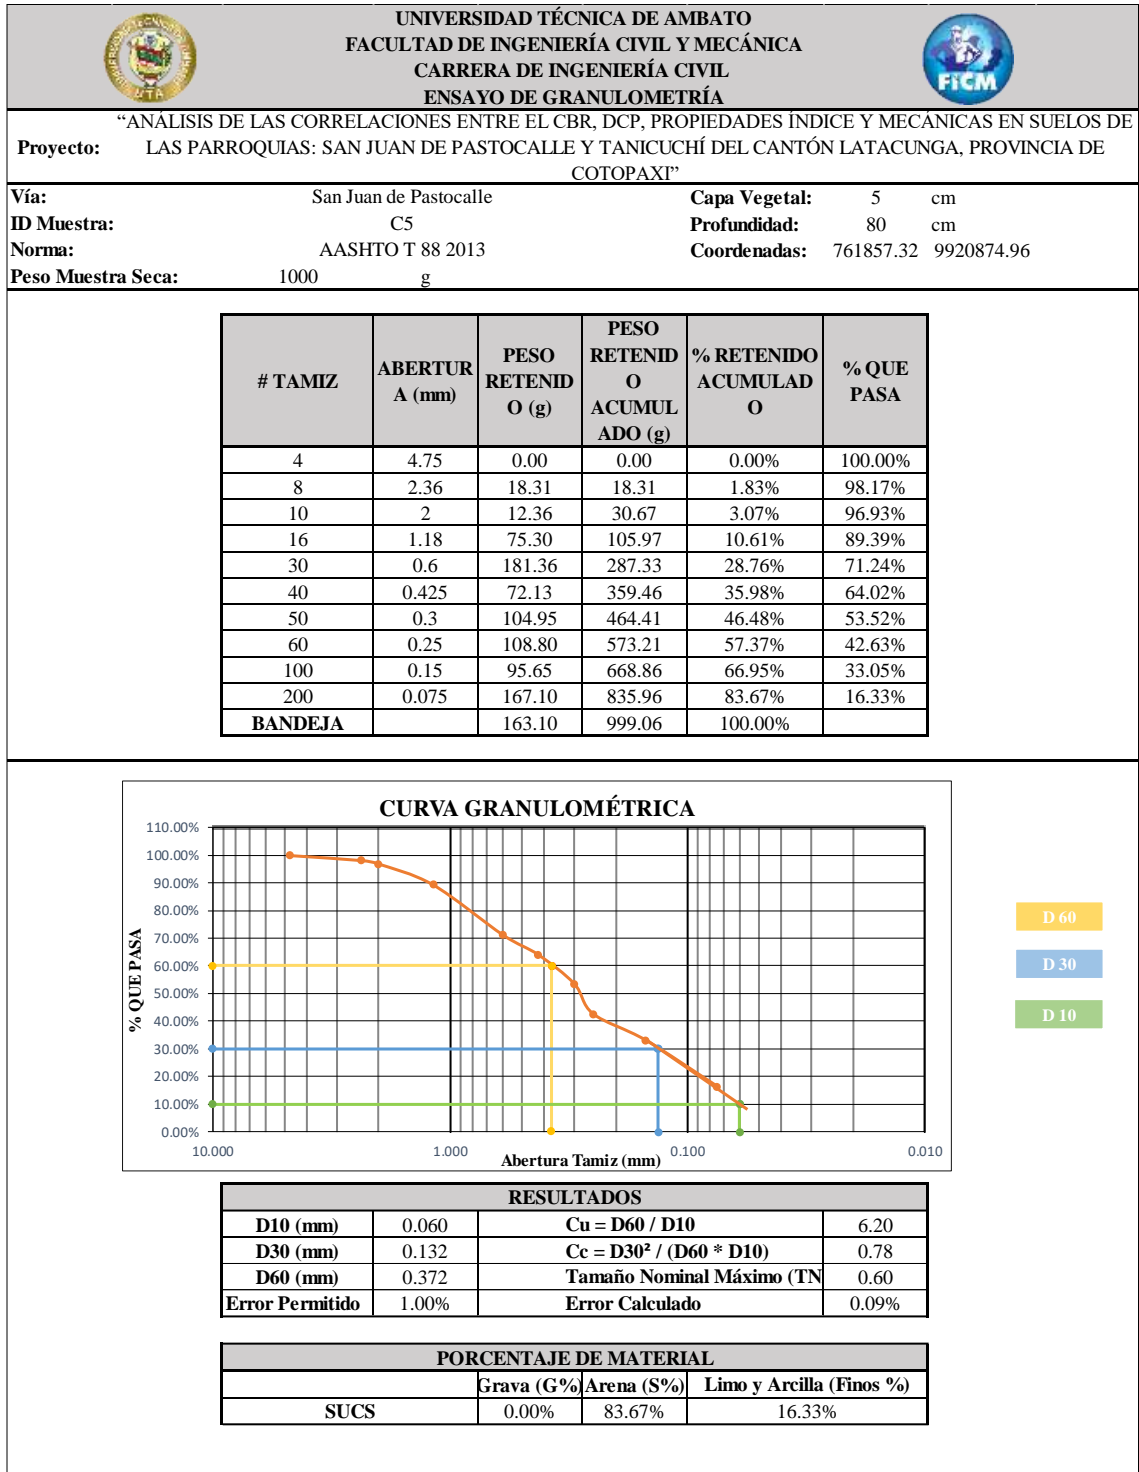 UNIVERSIDAD TÉCNICA DE AMBATO
FACULTAD DE INGENIERÍA CIVIL Y MECÁNICA
CARRERA DE INGENIERÍA CIVIL
ENSAYO DE GRANULOMETRÍA
UTA
FICM
Proyecto: “ANÁLISIS DE LAS CORRELACIONES ENTRE EL CBR, DCP, PROPIEDADES ÍNDICE Y MECÁNICAS EN SUELOS DE
LAS PARROQUIAS: SAN JUAN DE PASTOCALLE Y TANICUCHÍ DEL CANTÓN LATACUNGA, PROVINCIA DE
COTOPAXI”
Vía: San Juan de Pastocalle Capa Vegetal: 5 cm
ID Muestra: C5 Profundidad: 80 cm
Norma: AASHTO T 88 2013 Coordenadas: 761857.32 9920874.96
Peso Muestra Seca: 1000 g
# TAMIZ ABERTUR
A (mm) PESO
RETENID
O (g) PESO
RETENID
O
ACUMUL
ADO (g) % RETENIDO
ACUMULAD
O % QUE
PASA
4 4.75 0.00 0.00 0.00% 100.00%
8 2.36 18.31 18.31 1.83% 98.17%
10 2 12.36 30.67 3.07% 96.93%
16 1.18 75.30 105.97 10.61% 89.39%
30 0.6 181.36 287.33 28.76% 71.24%
40 0.425 72.13 359.46 35.98% 64.02%
50 0.3 104.95 464.41 46.48% 53.52%
60 0.25 108.80 573.21 57.37% 42.63%
100 0.15 95.65 668.86 66.95% 33.05%
200 0.075 167.10 835.96 83.67% 16.33%
BANDEJA 163.10 999.06 100.00%
CURVA GRANULOMÉTRICA
110.00%
100.00%
90.00%
80.00%
70.00%
60.00%
50.00%
40.00%
30.00%
20.00%
10.00%
0.00%
% QUE PASA
10.000 1.000 0.100 0.010
Abertura Tamiz (mm)
D 60
D 30
D 10
RESULTADOS
D10 (mm) 0.060 Cu = D60 / D10 6.20
D30 (mm) 0.132 Cc = D30² / (D60 * D10) 0.78
D60 (mm) 0.372 Tamaño Nominal Máximo (TN 0.60
Error Permitido 1.00% Error Calculado 0.09%
PORCENTAJE DE MATERIAL
Grava (G%) Arena (S%) Limo y Arcilla (Finos %)
SUCS 0.00% 83.67% 16.33%